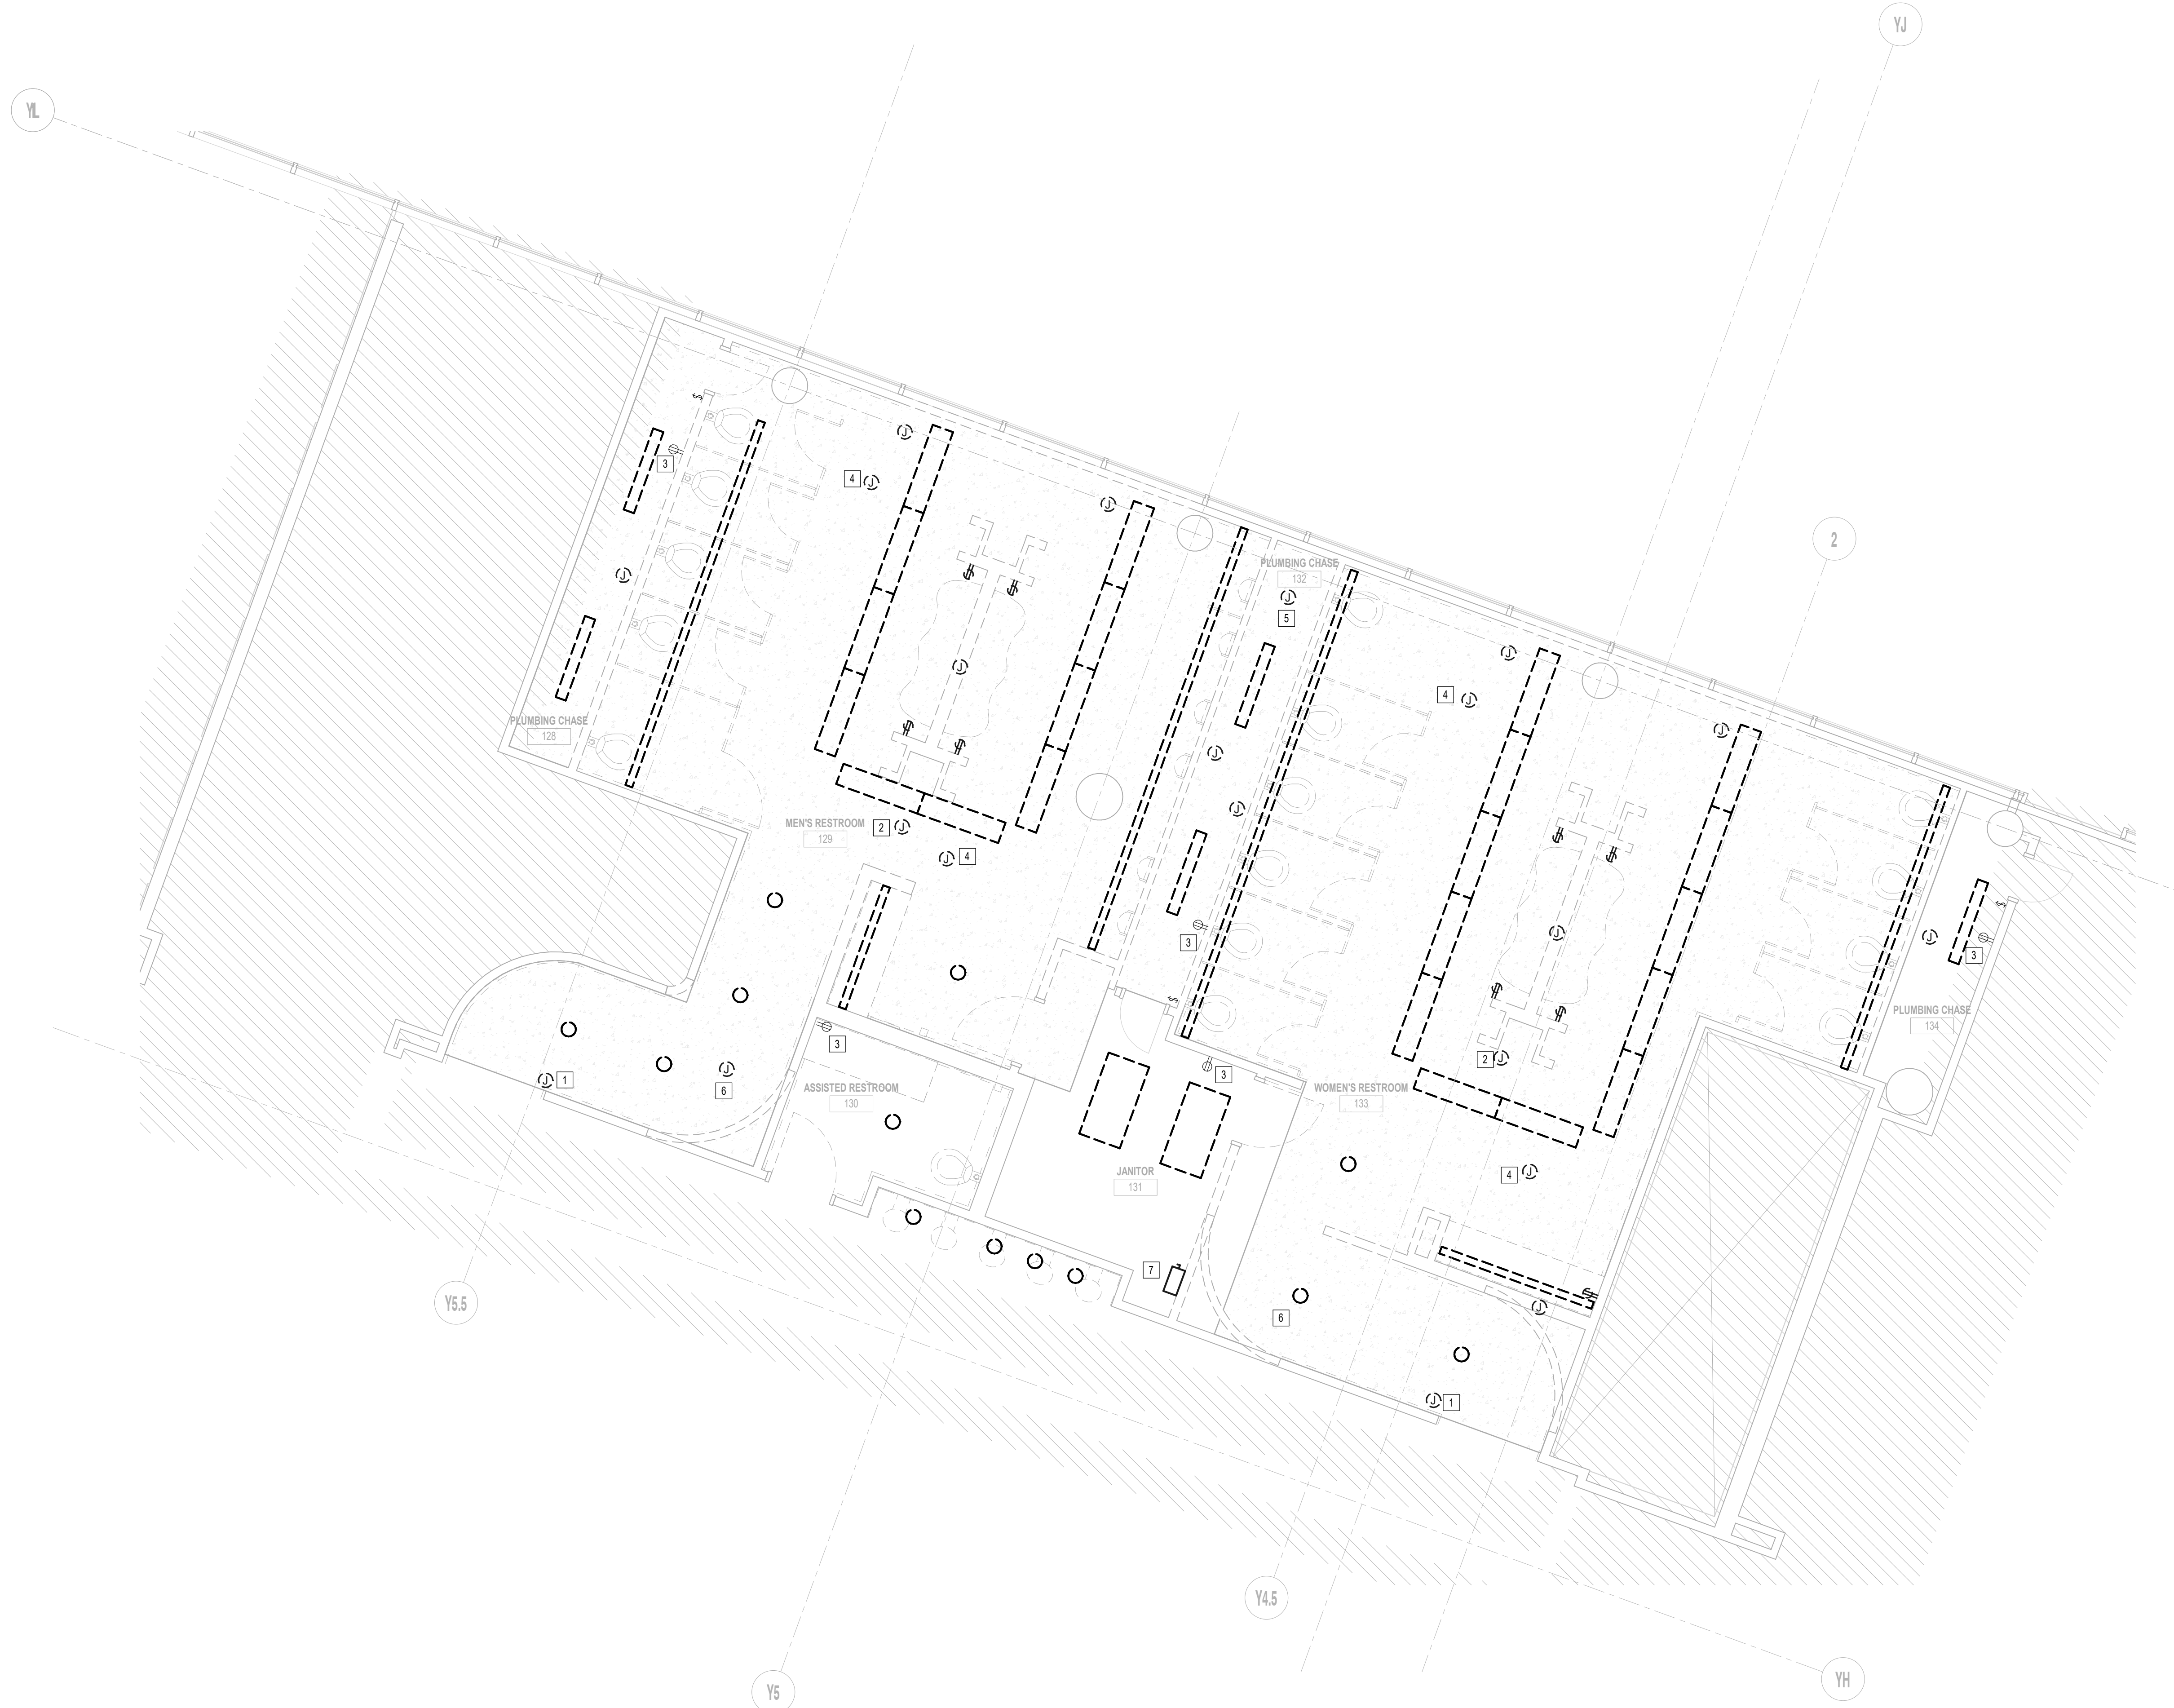 YJ
YL
J
4
J
3
J
J
2
PLUMBING CHASE
132
J
J
5
J
J
J
4
J
PLUMBING CHASE
128
J
J
J
MEN'S RESTROOM
129
2
J
J
4
3
J
J
3
PLUMBING CHASE
134
3
2
J
J
1
J
6
3
ASSISTED RESTROOM
130
WOMEN'S RESTROOM
133
JANITOR
131
4
J
7
Y5.5
6
J
J
1
Y4.5
YH
Y5